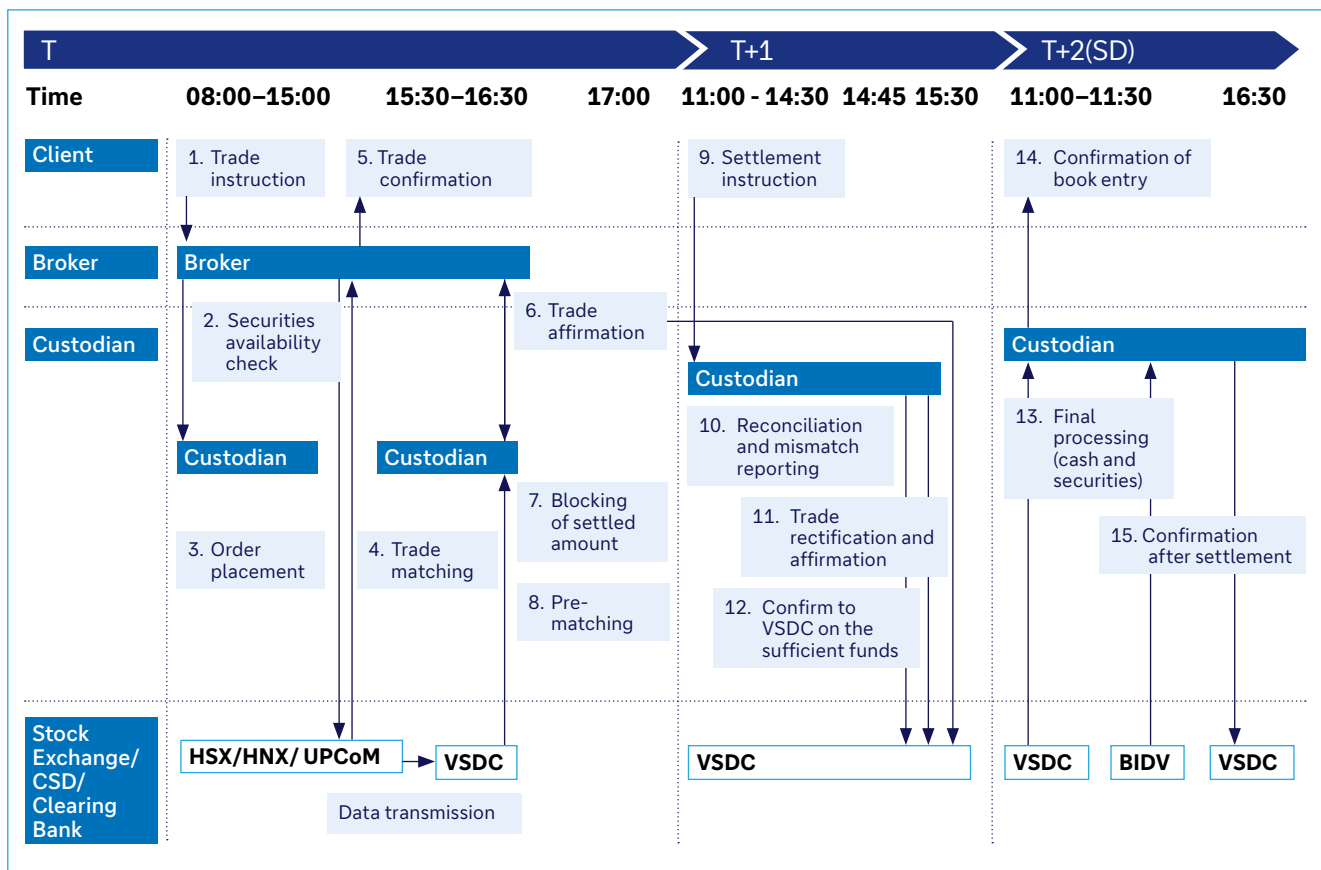 T
T+1
T+2(SD)
Time
08:00–15:00
15:30–16:30
17:00
11:00 - 14:30
14:45
15:30
11:00–11:30
16:30
Client
1. Trade
instruction
5. Trade
confirmation
9. Settlement
instruction
14. Confirmation of
book entry
Broker
Broker
Custodian
2. Securities
availability
check
6. Trade
affirmation
Custodian
Custodian
Custodian
Custodian
10. Reconciliation
and mismatch
reporting
13. Final
processing
(cash and
securities)
3. Order
placement
4. Trade
matching
7. Blocking
of settled
amount
11. Trade
rectification and
affirmation
15. Confirmation
after settlement
8. Pre-
matching
12. Confirm to
VSDC on the
sufficient funds
Stock
Exchange/
CSD/
Clearing
Bank
HSX/HNX/ UPCoM
VSDC
VSDC
VSDC
BIDV
VSDC
Data transmission